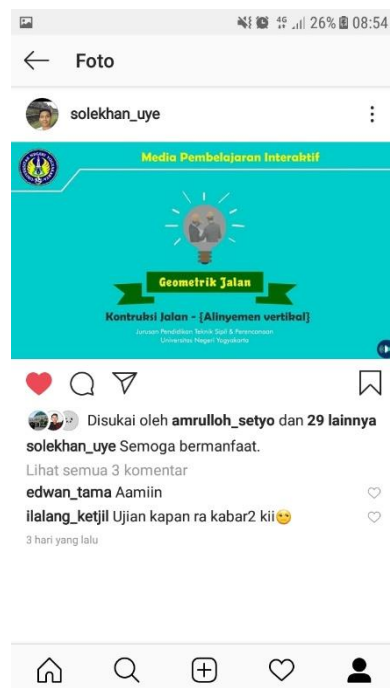 4G 26% 08:54
Foto
solekhan_uye
Media Pembelajaran Interaktif
Geometrik Jalan
Kontruksi Jalan - [Alinyemen vertikal]
Jurusan Pendidikan Teknik Sipil & Perencanaan
Universitas Negeri Yogyakarta
Disukai oleh amrulloh_setyo dan 29 lainnya
solekhan_uye Semoga bermanfaat.
Lihat semua 3 komentar
edwan_tama Aamiin
ilalang_ketjil Ujian kapan ra kabar2 kii😒
3 hari yang lalu